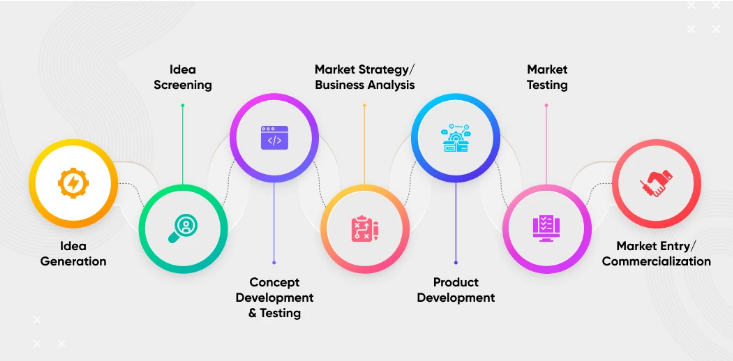 Idea
Generation
Idea
Screening
Concept
Development
& Testing
Market Strategy/
Business Analysis
Product
Development
Market
Testing
Market Entry/
Commercialization